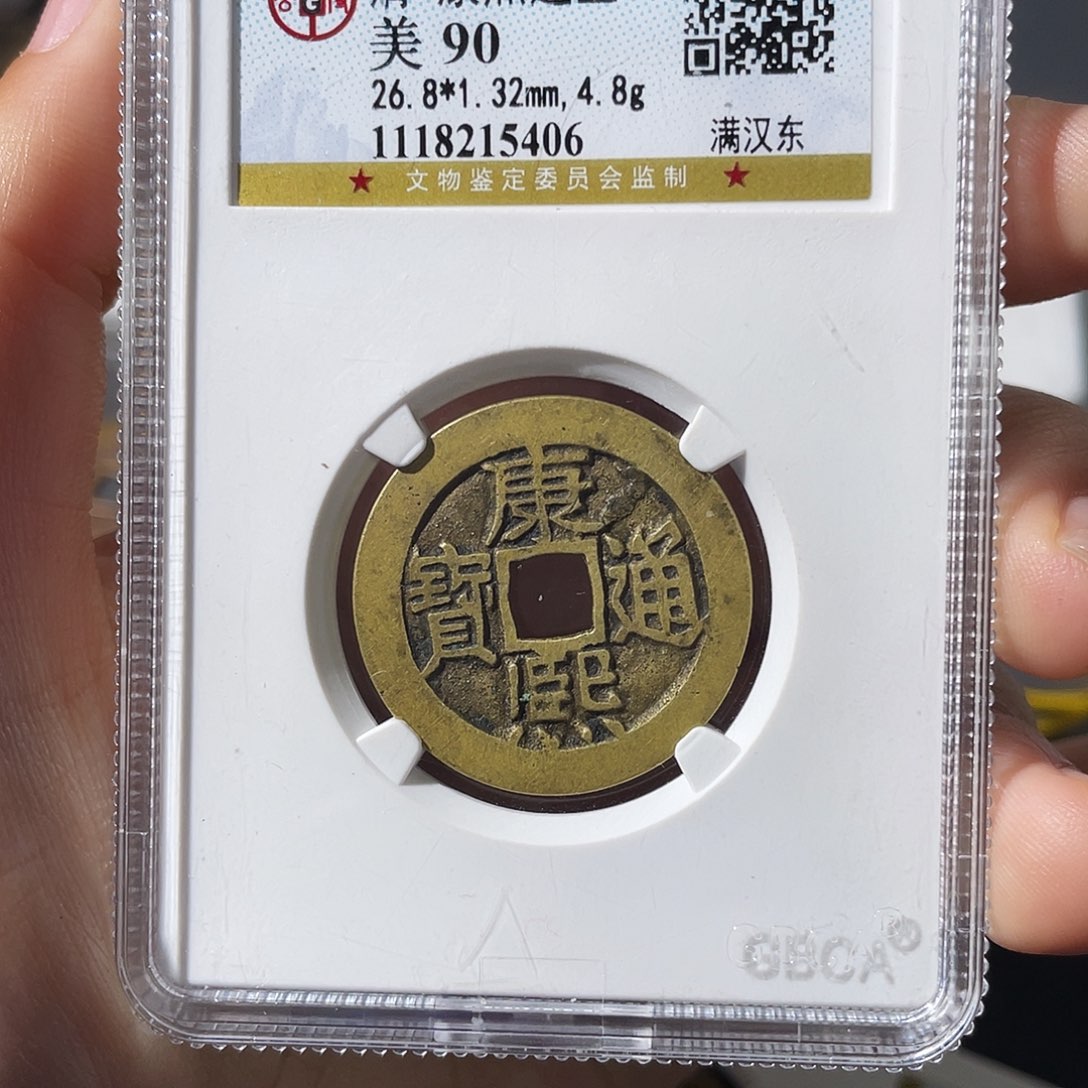 美 90
26.8*1.32mm,4.8g
1118215406
满汉东
★ 文物鉴定委员会监制 ★
康
寶 通
熙
GBCA®